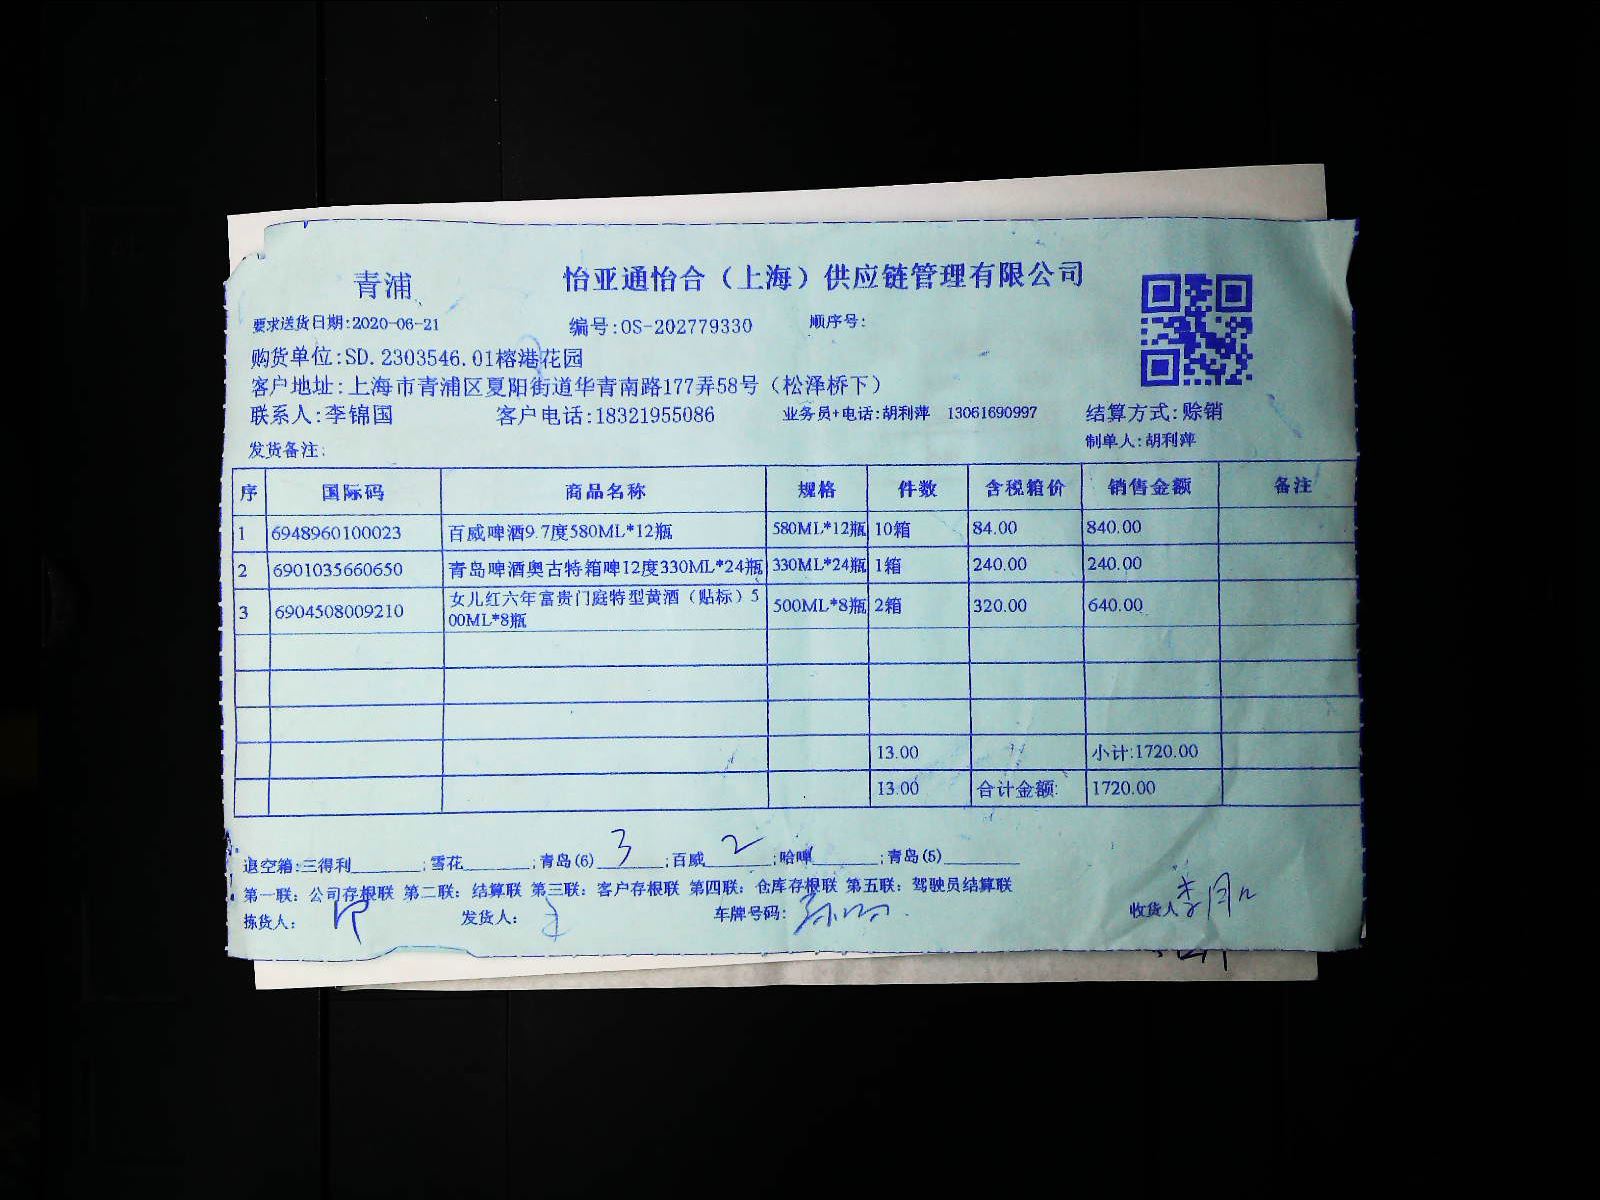 青浦
怡亚通怡合（上海）供应链管理有限公司
要求送货日期:2020-06-21 编号:OS-202779330 顺序号:
购货单位:SD.2303546.01榕港花园
客户地址:上海市青浦区夏阳街道华青南路177弄58号（松泽桥下）
联系人:李锦国 客户电话:18321955086 业务员+电话:胡利萍 13061690997 结算方式:赊销
发货备注: 制单人:胡利萍
序 国际码 商品名称 规格 件数 含税箱价 销售金额 备注
1 6948960100023 百威啤酒9.7度580ML*12瓶 580ML*12瓶 10箱 84.00 840.00
2 6901035660650 青岛啤酒奥古特箱啤12度330ML*24瓶 330ML*24瓶 1箱 240.00 240.00
3 6904508009210 女儿红六年富贵门庭特型黄酒（贴标）5 500ML*8瓶 2箱 320.00 640.00
00ML*8瓶
13.00 小计:1720.00
13.00 合计金额: 1720.00
退空箱:三得利 ;雪花 ;青岛(6) 3 ;百威 2 ;哈啤 ;青岛(5)
第一联: 公司存根联 第二联: 结算联 第三联: 客户存根联 第四联: 仓库存根联 第五联: 驾驶员结算联
拣货人: 发货人: 车牌号码: 收货人